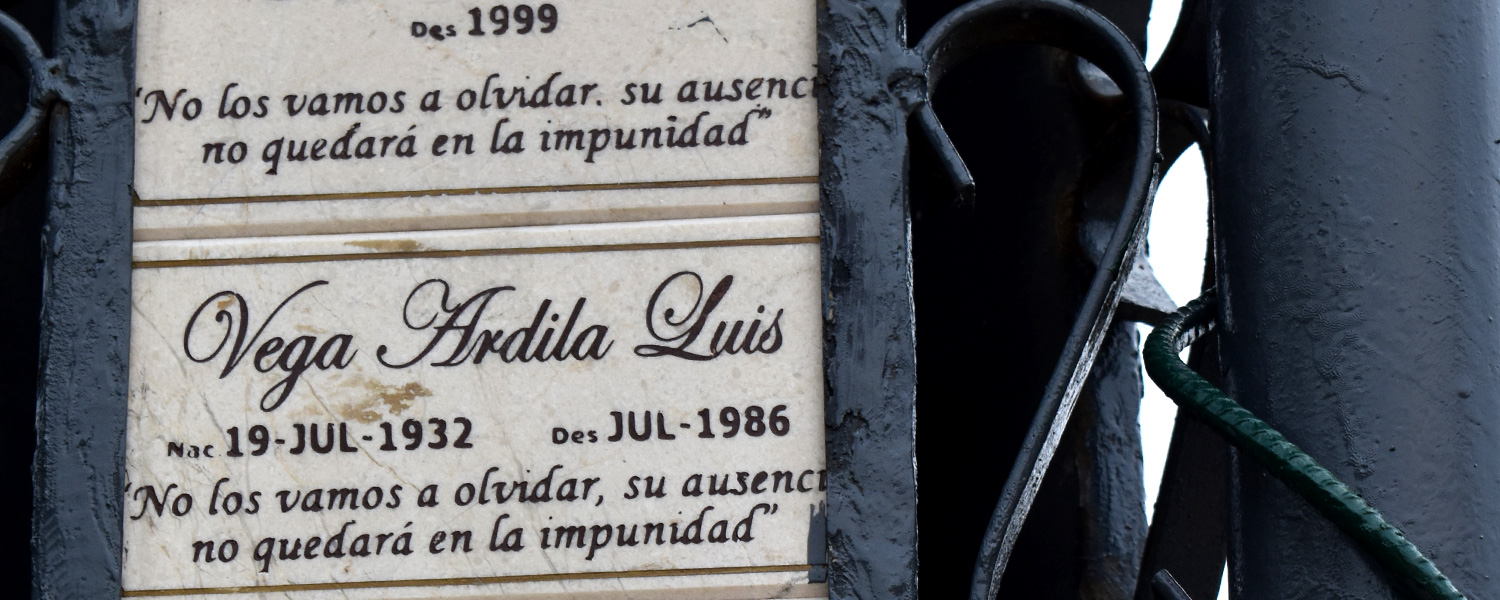 Des 1999
"No los vamos a olvidar. su ausenci
no quedará en la impunidad"
Vega Ardila Luis
Nac 19-JUL-1932 Des JUL-1986
"No los vamos a olvidar, su ausenci
no quedará en la impunidad"